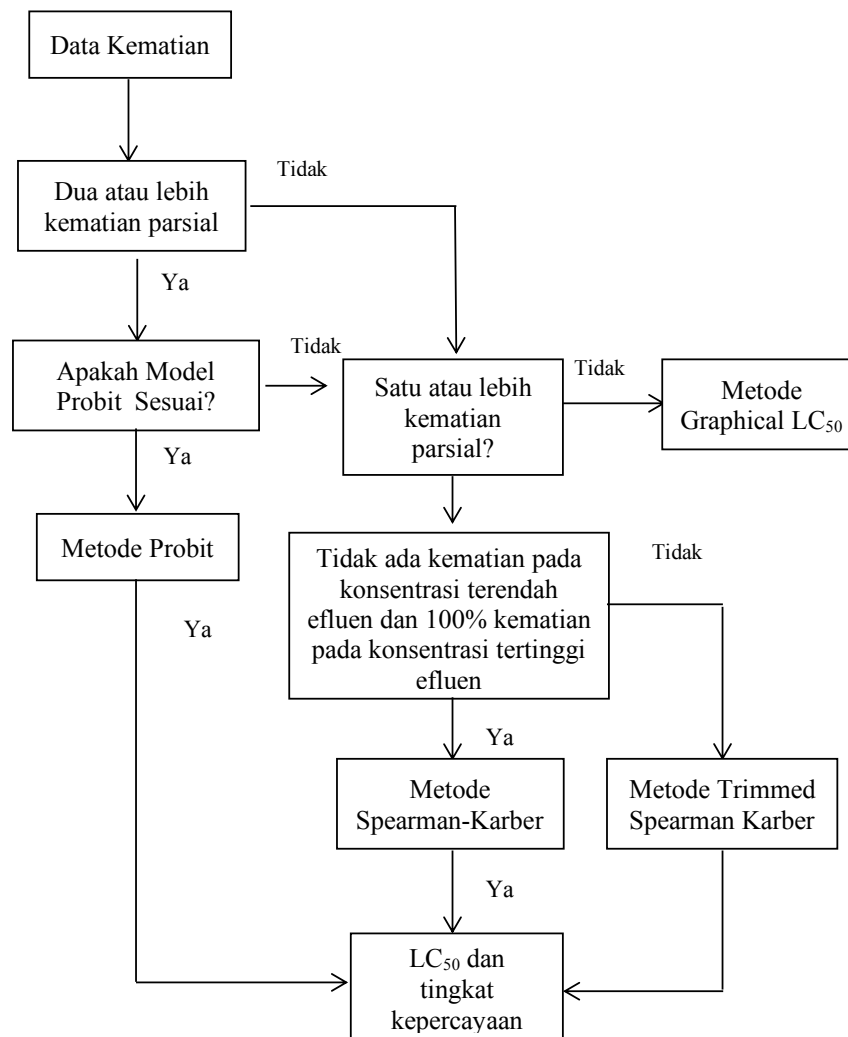 Data Kematian
Tidak
Dua atau lebih
kematian parsial
Ya
Tidak
Apakah Model
Probit Sesuai?
Satu atau lebih
kematian
parsial?
Tidak
Metode
Graphical LC₅₀
Ya
Metode Probit
Tidak ada kematian pada
konsentrasi terendah
efluen dan 100% kematian
pada konsentrasi tertinggi
efluen
Tidak
Ya
Ya
Metode
Spearman-Karber
Metode Trimmed
Spearman Karber
Ya
LC₅₀ dan
tingkat
kepercayaan